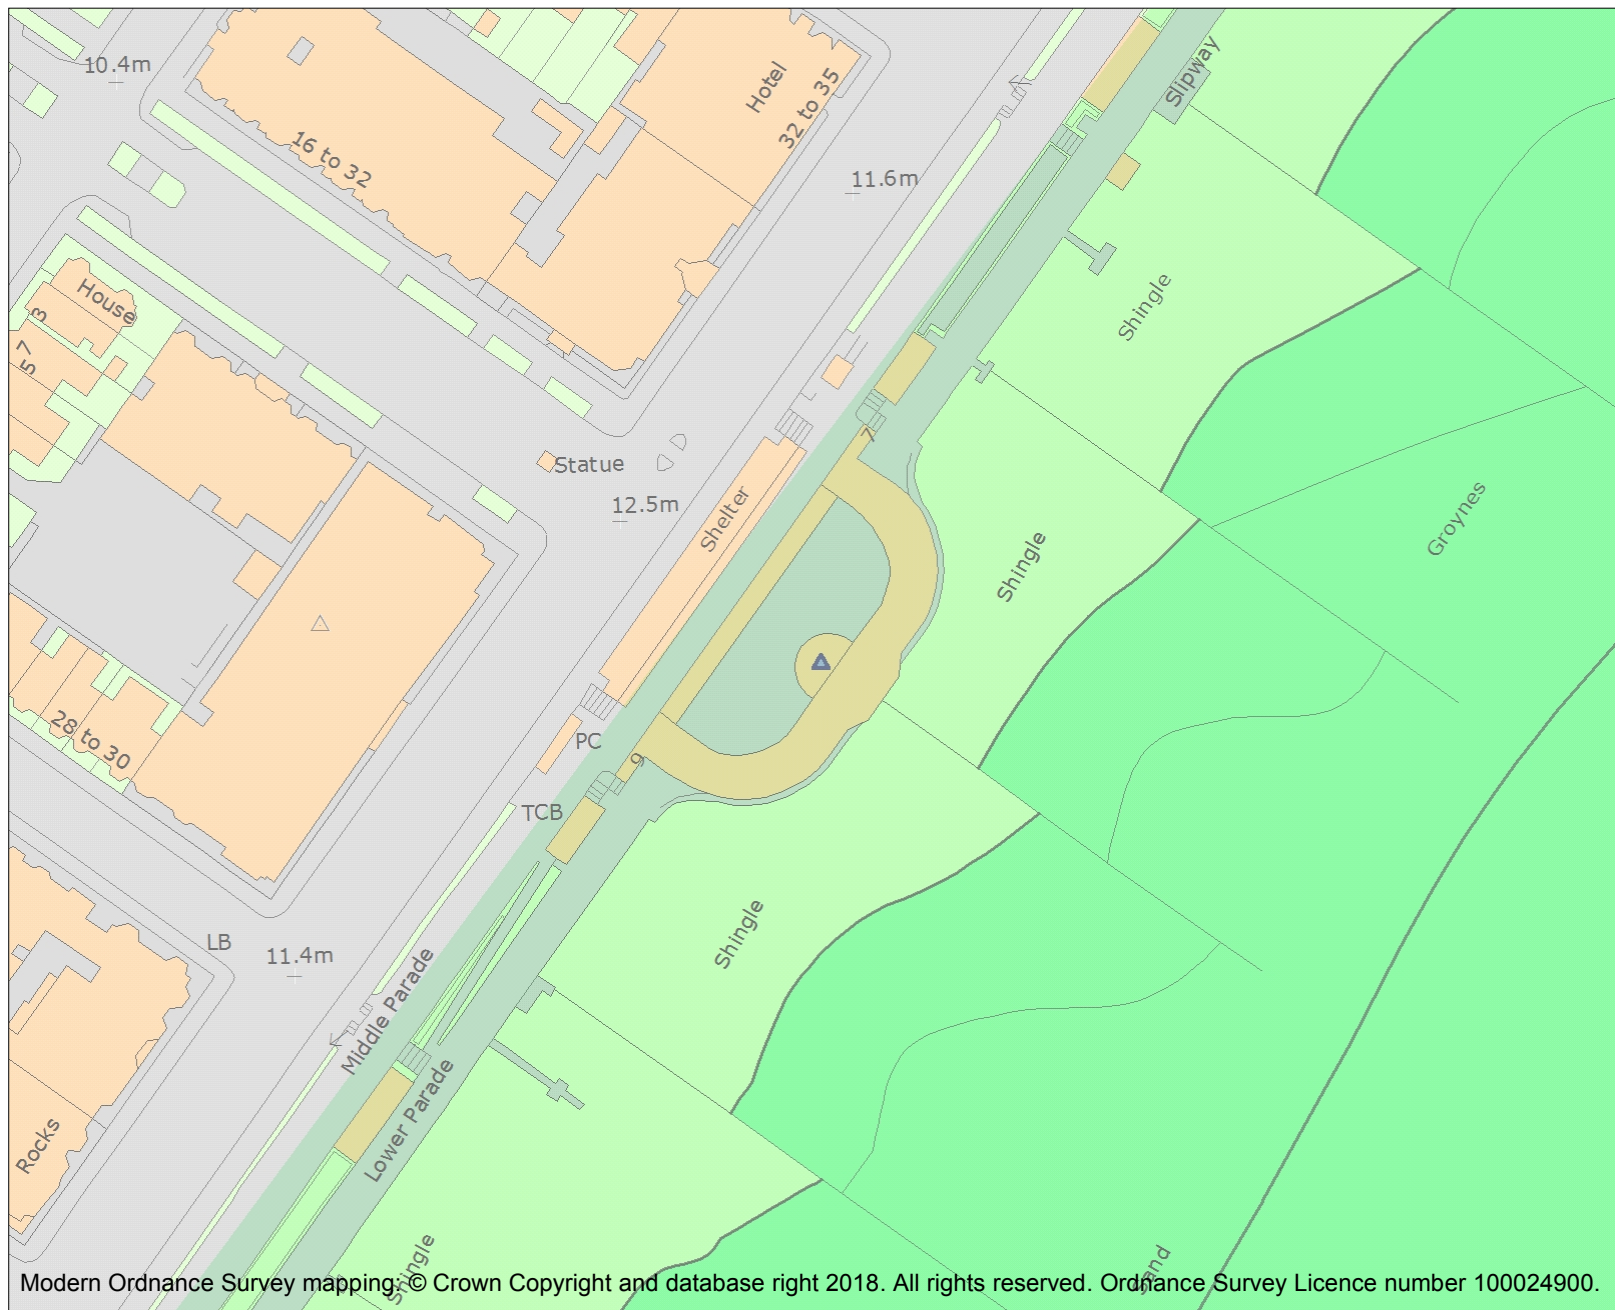 10.4m
Slipway
Hotel
32 to 35
16 to 32
11.6m
House
3
5 7
Shingle
Statue
7
12.5m
Shelter
Shingle
Groynes
28 to 30
PC
9
TCB
LB
11.4m
Shingle
Middle Parade
Lower Parade
Rocks
Shingle
Sand
Modern Ordnance Survey mapping: © Crown Copyright and database right 2018. All rights reserved. Ordnance Survey Licence number 100024900.